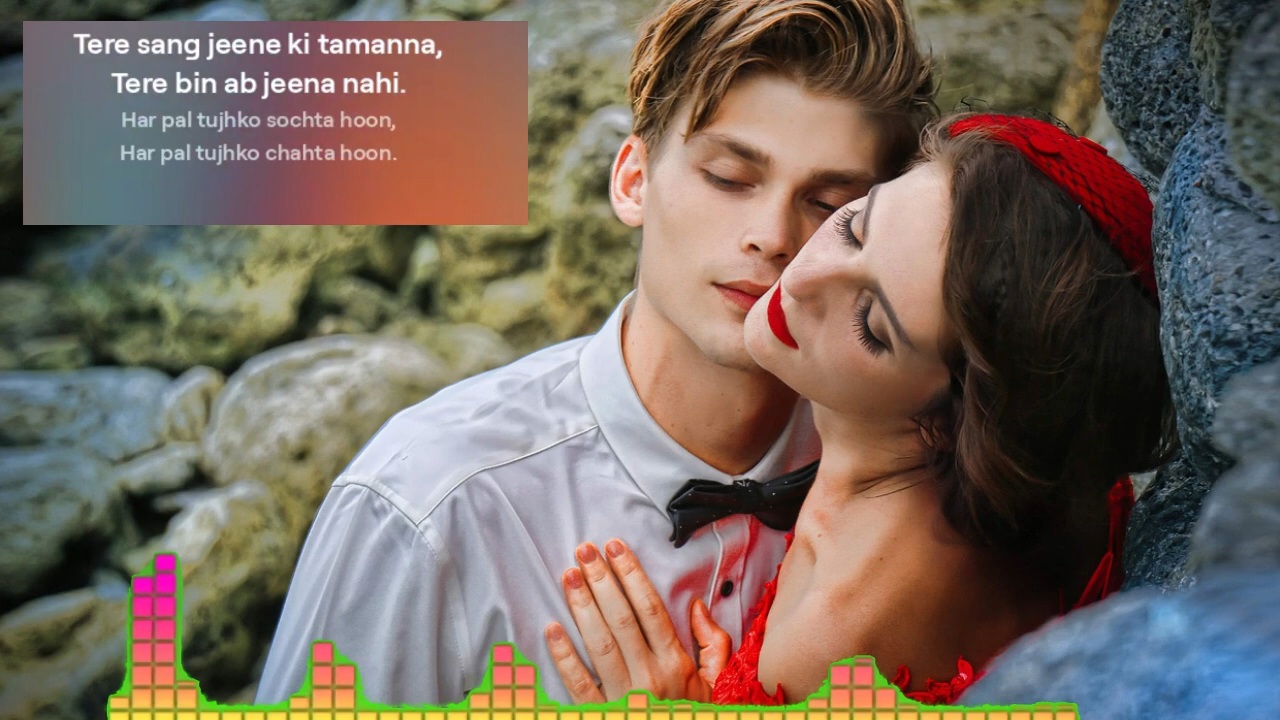 Tere sang jeene ki tamanna,
Tere bin ab jeena nahi.
Har pal tujhko sochta hoon,
Har pal tujhko chahta hoon.